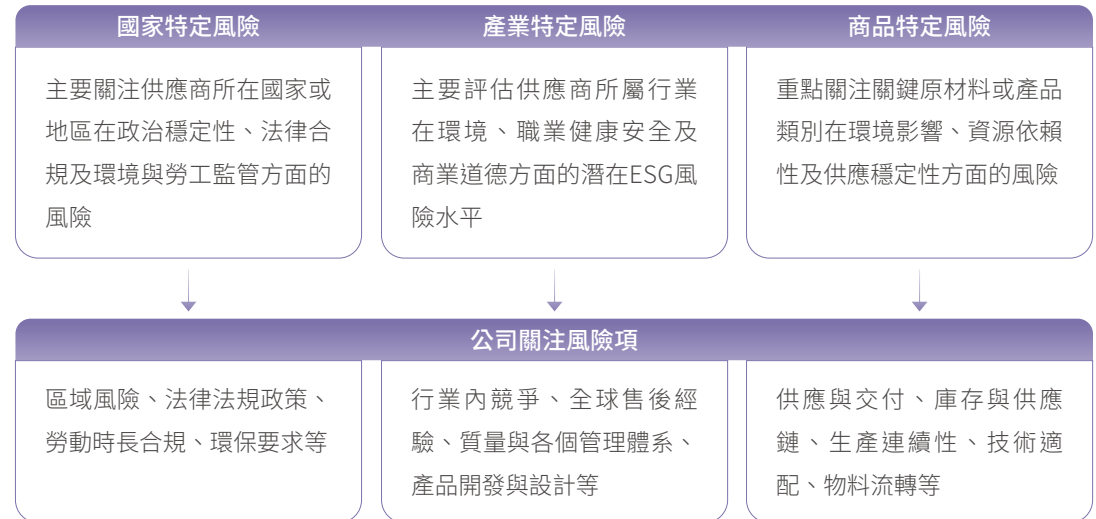 國家特定風險
主要關注供應商所在國家或
地區在政治穩定性、法律合
規及環境與勞工監管方面的
風險
產業特定風險
主要評估供應商所屬行業
在環境、職業健康安全及
商業道德方面的潛在ESG風
險水平
商品特定風險
重點關注關鍵原材料或產品
類別在環境影響、資源依賴
性及供應穩定性方面的風險
公司關注風險項
區域風險、法律法規政策、
勞動時長合規、環保要求等
行業內競爭、全球售後經
驗、質量與各個管理體系、
產品開發與設計等
供應與交付、庫存與供應
鏈、生產連續性、技術適
配、物料流轉等